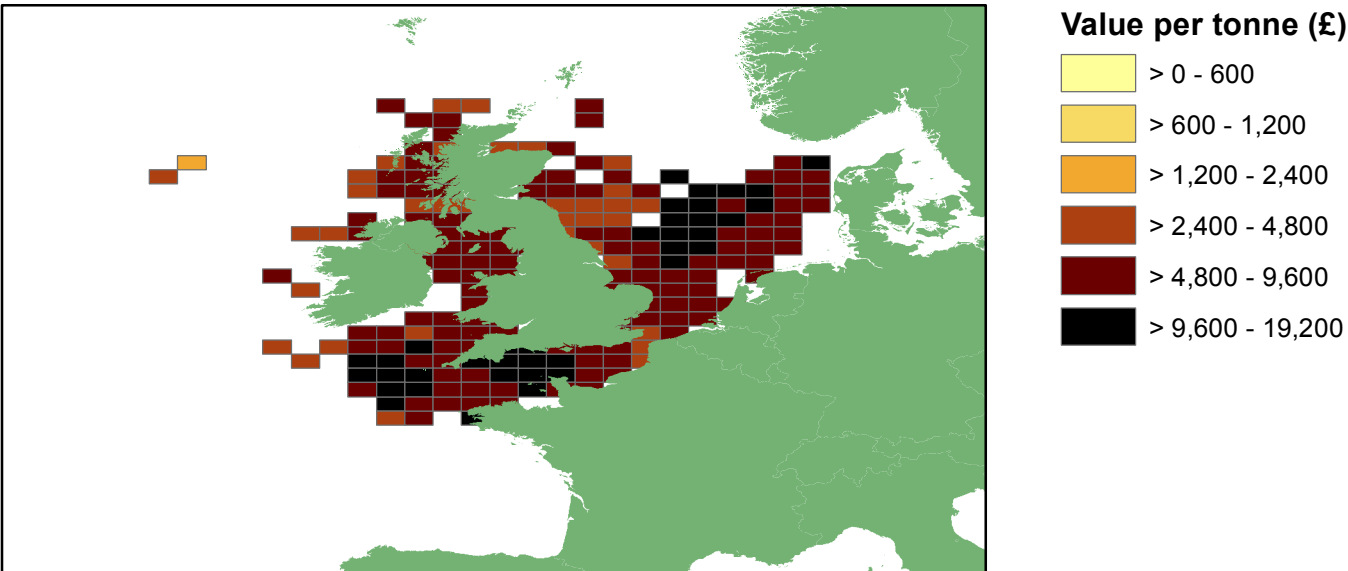 Value per tonne (£)
> 0 - 600
> 600 - 1,200
> 1,200 - 2,400
> 2,400 - 4,800
> 4,800 - 9,600
> 9,600 - 19,200